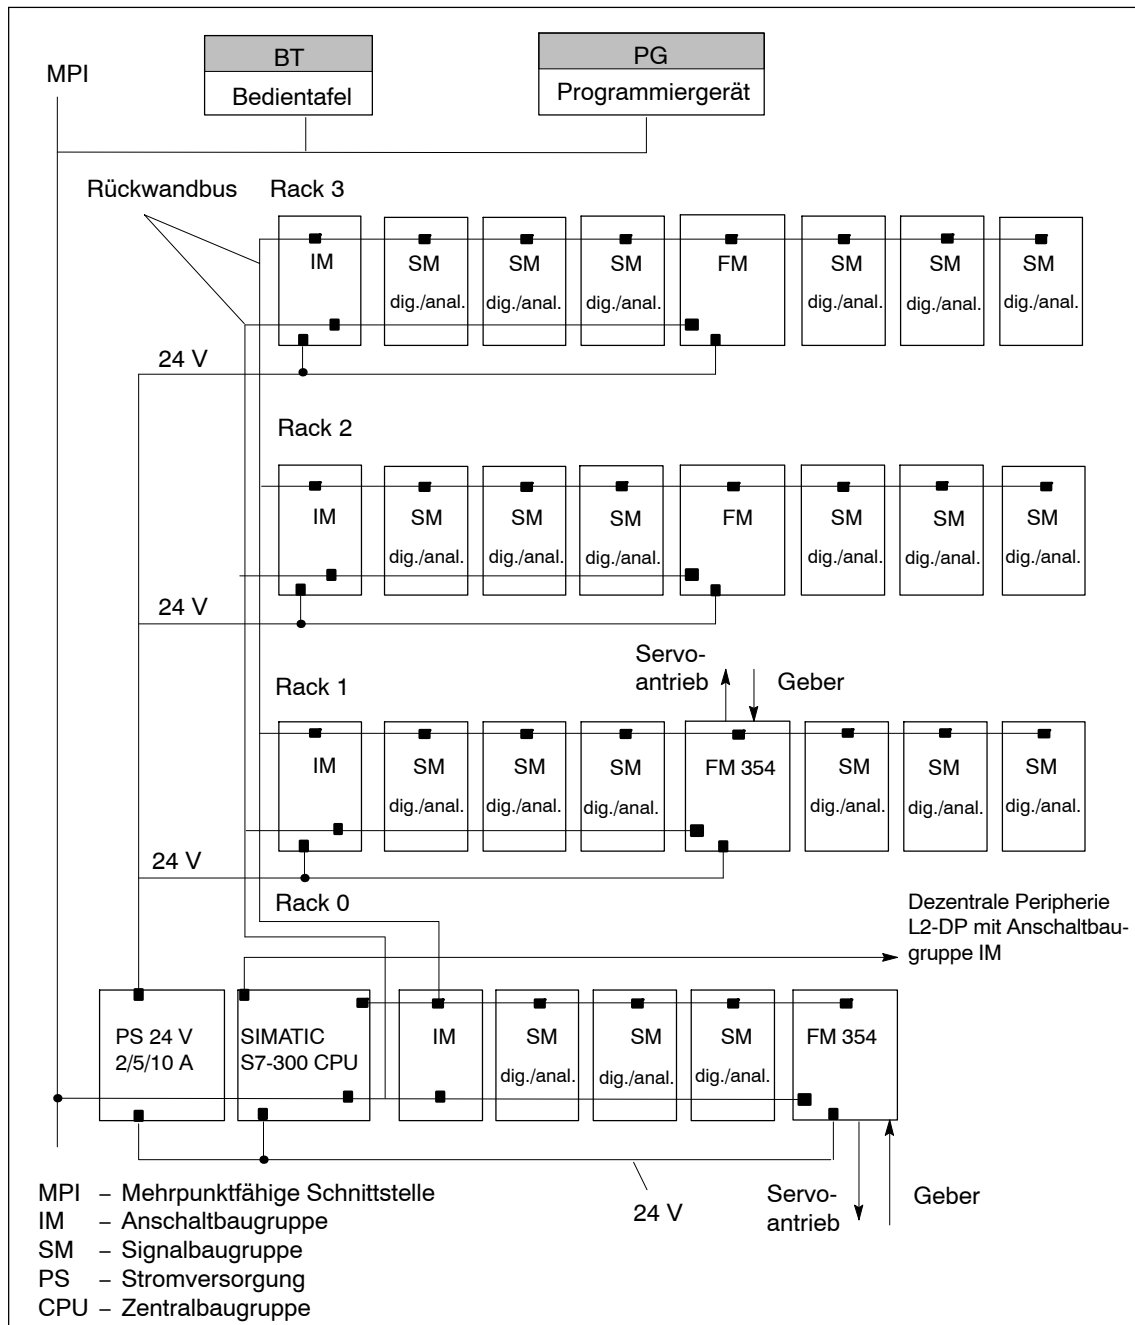 MPI
BT
Bedientafel
PG
Programmiergerät
Rückwandbus
Rack 3
IM
SM
dig./anal.
SM
dig./anal.
SM
dig./anal.
FM
SM
dig./anal.
SM
dig./anal.
SM
dig./anal.
24 V
Rack 2
IM
SM
dig./anal.
SM
dig./anal.
SM
dig./anal.
FM
SM
dig./anal.
SM
dig./anal.
SM
dig./anal.
24 V
Servo-
antrieb
Geber
Rack 1
IM
SM
dig./anal.
SM
dig./anal.
SM
dig./anal.
FM 354
SM
dig./anal.
SM
dig./anal.
SM
dig./anal.
24 V
Rack 0
Dezentrale Peripherie
L2-DP mit Anschaltbau-
gruppe IM
PS 24 V
2/5/10 A
SIMATIC
S7-300 CPU
IM
SM
dig./anal.
SM
dig./anal.
SM
dig./anal.
FM 354
24 V
Servo-
antrieb
Geber
MPI – Mehrpunktfähige Schnittstelle
IM – Anschaltbaugruppe
SM – Signalbaugruppe
PS – Stromversorgung
CPU – Zentralbaugruppe